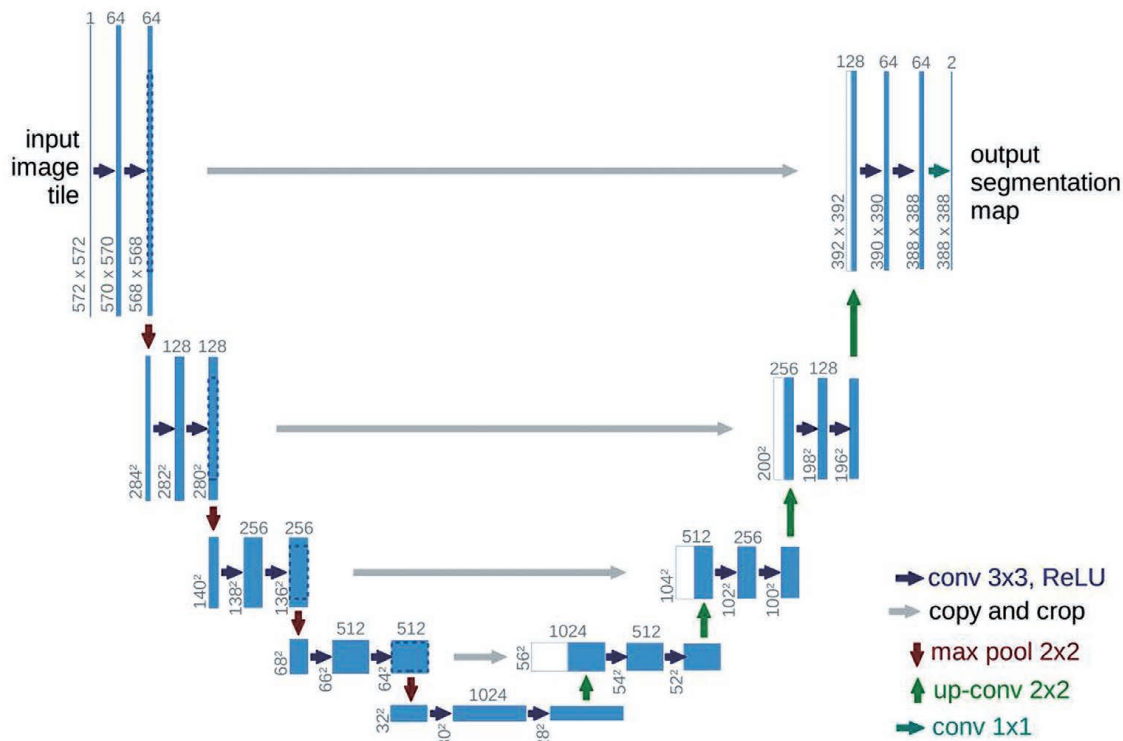 1 64 64
input
image
tile
572 x 572
570 x 570
568 x 568
128 64 64 2
output
segmentation
map
392 x 392
390 x 390
388 x 388
388 x 388
128 128
284²
282²
280²
256 128
200²
198²
196²
256 256
140²
138²
136²
512 256
104²
102²
100²
512 512
68²
66²
64²
1024 512
56²
54²
52²
1024
32²
conv 3x3, ReLU
copy and crop
max pool 2x2
up-conv 2x2
conv 1x1